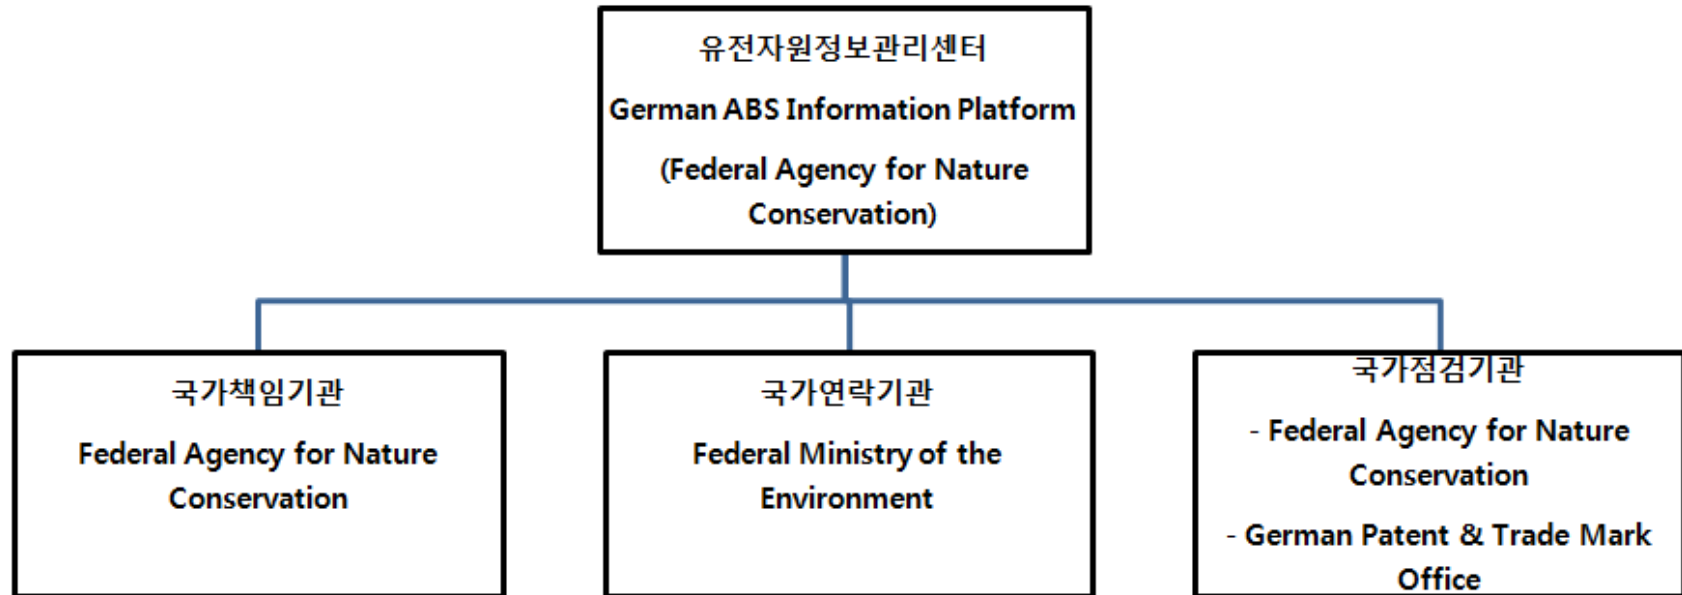 유전자원정보관리센터
German ABS Information Platform
(Federal Agency for Nature
Conservation)
국가책임기관
Federal Agency for Nature
Conservation
국가연락기관
Federal Ministry of the
Environment
국가점검기관
- Federal Agency for Nature
Conservation
- German Patent & Trade Mark
Office